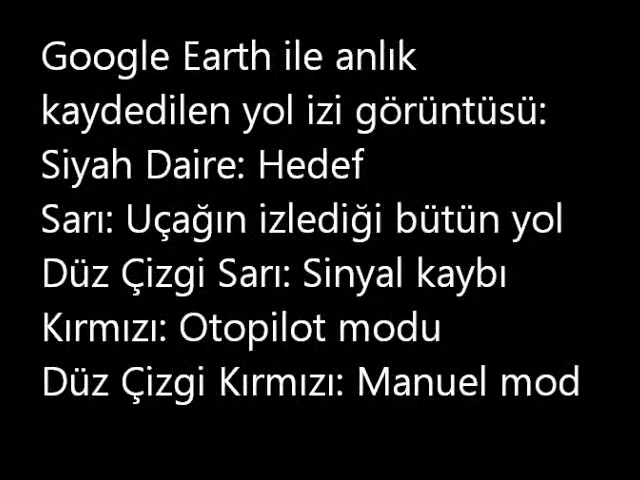 Google Earth ile anlık
kaydedilen yol izi görüntüsü:
Siyah Daire: Hedef
Sarı: Uçağın izlediği bütün yol
Düz Çizgi Sarı: Sinyal kaybı
Kırmızı: Otopilot modu
Düz Çizgi Kırmızı: Manuel mod